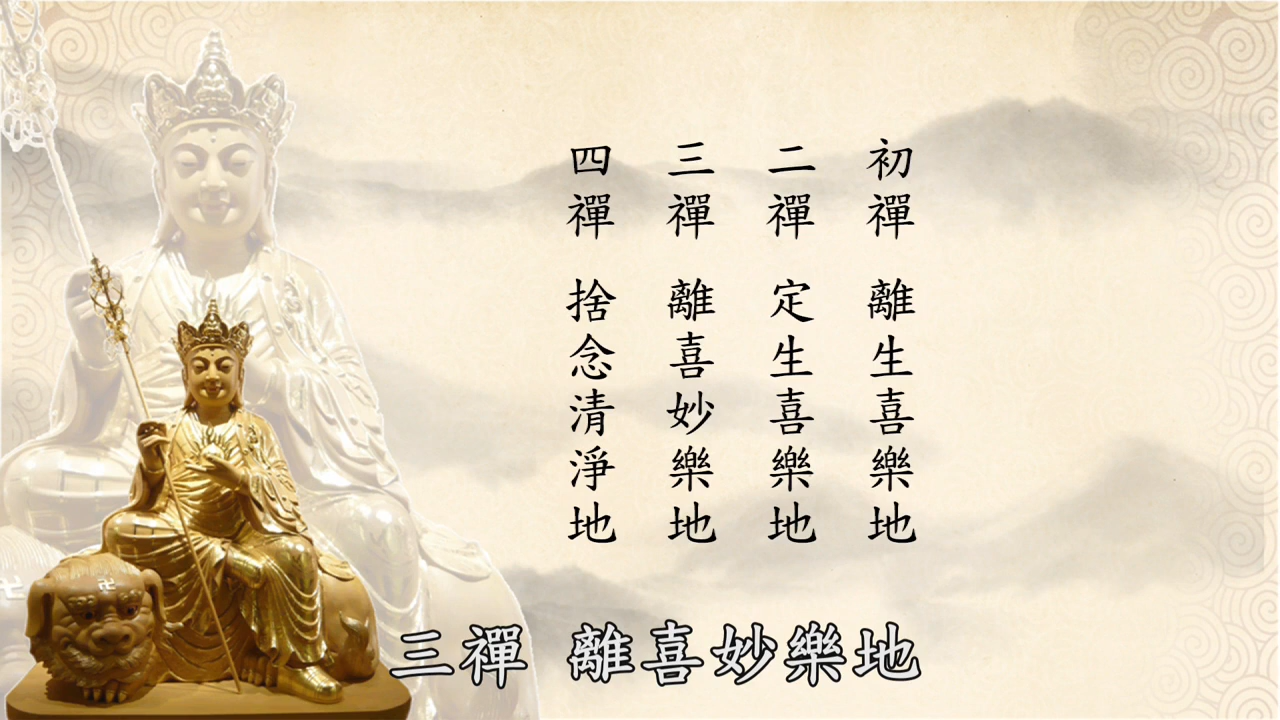 初禪 離生喜樂地
二禪 定生喜樂地
三禪 離喜妙樂地
四禪 捨念清淨地
三禪 離喜妙樂地